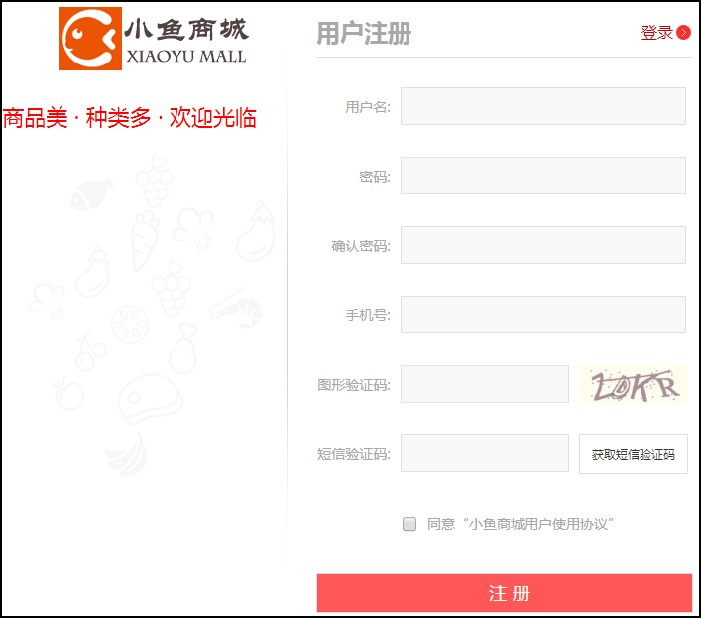 小鱼商城
XIAOYU MALL
商品美 · 种类多 · 欢迎光临
用户注册
登录
用户名:
密码:
确认密码:
手机号:
图形验证码:
ZOKR
短信验证码:
获取短信验证码
同意“小鱼商城用户使用协议”
注 册